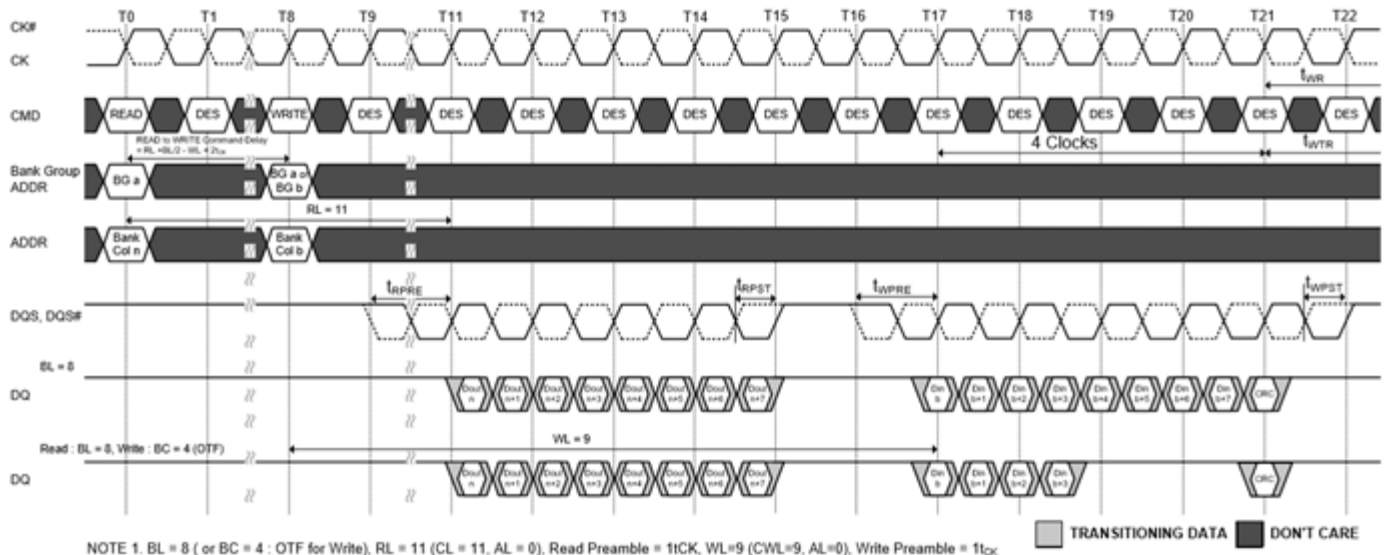 T0 T1 T8 T9 T11 T12 T13 T14 T15 T16 T17 T18 T19 T20 T21 T22
CK#
CK
tWR
CMD READ DES WRITE DES DES DES DES DES DES DES DES DES DES DES DES DES
READ to WRITE Command Delay
= RL +BL/2 - WL + 2tCK
4 Clocks
tWTR
Bank Group
ADDR
BG a
BG a or
BG b
RL = 11
ADDR
Bank
Col n
Bank
Col b
tRPRE tRPST tWPRE tWPST
DQS, DQS#
BL = 8
DQ
Dout n Dout n+1 Dout n+2 Dout n+3 Dout n+4 Dout n+5 Dout n+6 Dout n+7 Din b Din b+1 Din b+2 Din b+3 Din b+4 Din b+5 Din b+6 Din b+7 CRC
Read : BL = 8, Write : BC = 4 (OTF)
WL = 9
DQ
Dout n Dout n+1 Dout n+2 Dout n+3 Dout n+4 Dout n+5 Dout n+6 Dout n+7 Din b Din b+1 Din b+2 Din b+3 CRC
TRANSITIONING DATA DON'T CARE
NOTE 1. BL = 8 ( or BC = 4 : OTF for Write), RL = 11 (CL = 11, AL = 0), Read Preamble = 1tCK, WL=9 (CWL=9, AL=0), Write Preamble = 1tCK